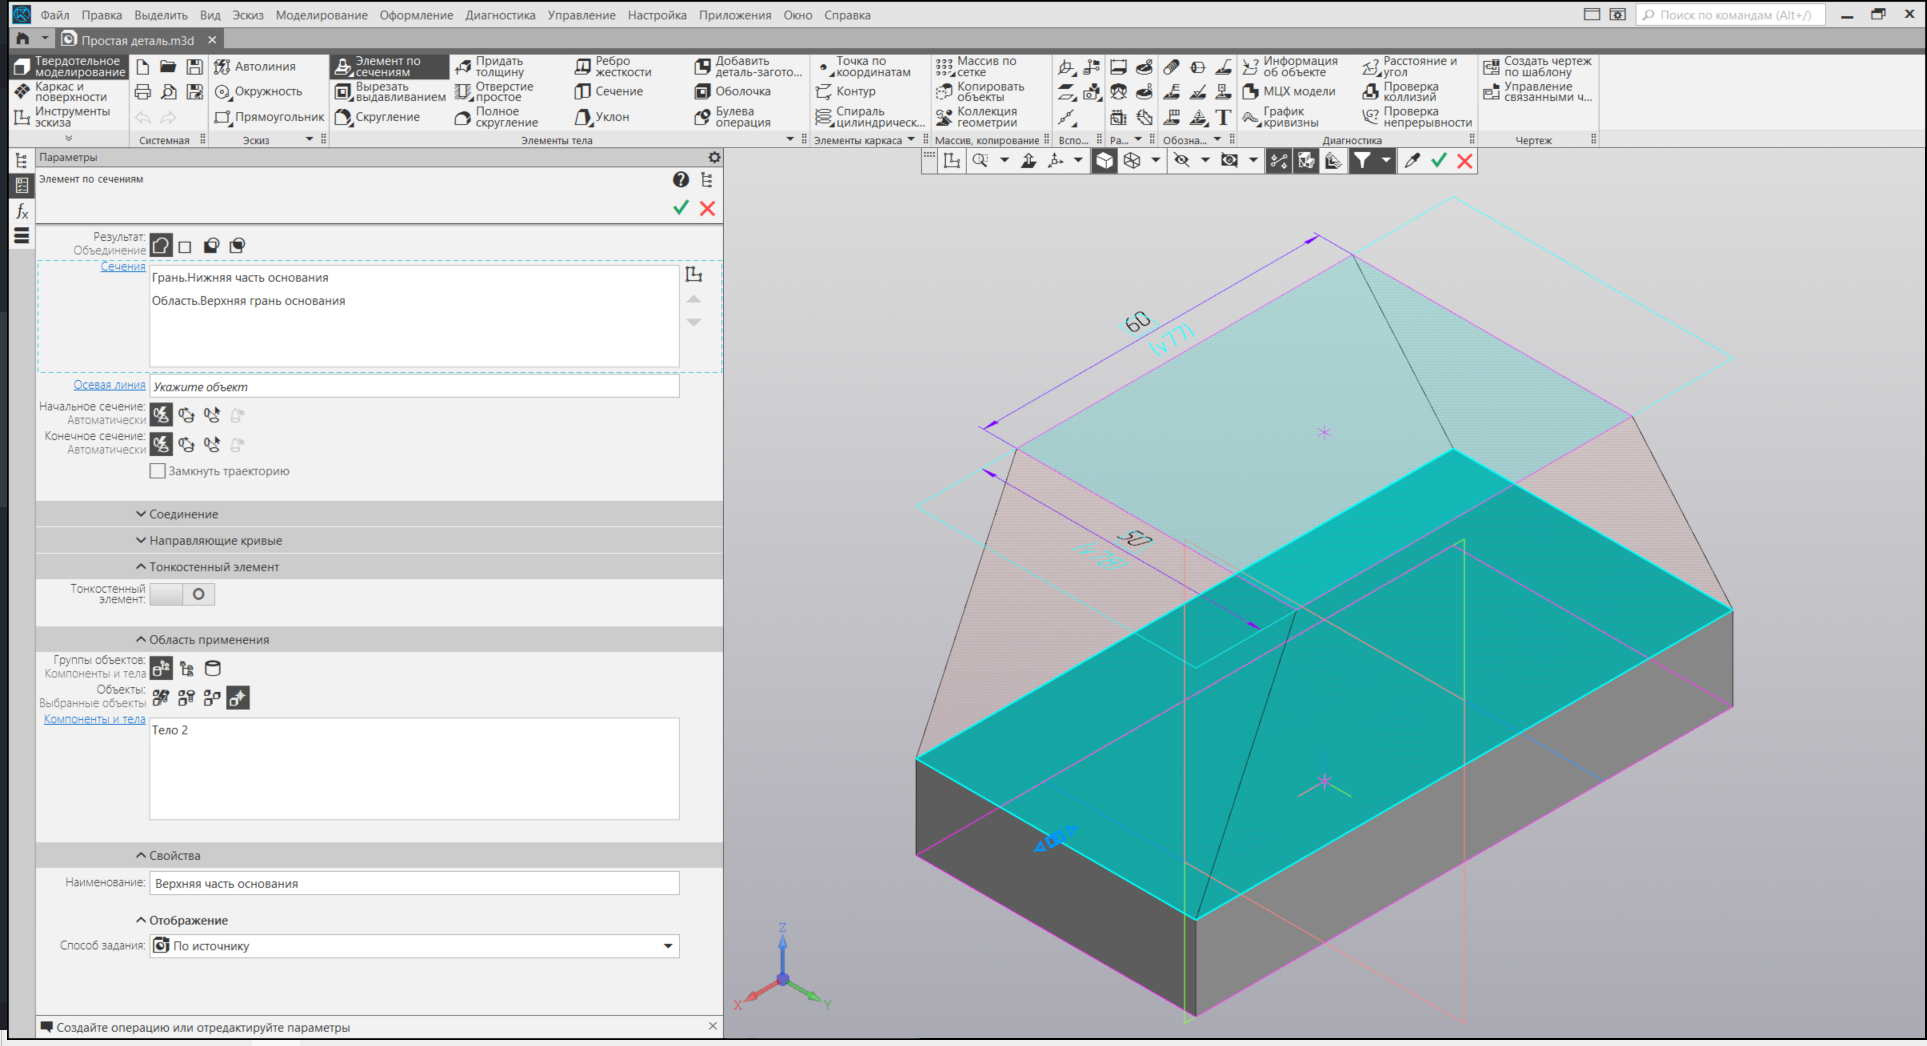 Файл Правка Выделить Вид Эскиз Моделирование Оформление Диагностика Управление Настройка Приложения Окно Справка
Поиск по командам (Alt+/)
Простая деталь.m3d
Твердотельное моделирование
Каркас и поверхности
Инструменты эскиза
Системная
Автолиния
Окружность
Прямоугольник
Эскиз
Элемент по сечениям
Вырезать выдавливанием
Скругление
Придать толщину
Отверстие простое
Полное скругление
Ребро жесткости
Сечение
Уклон
Добавить деталь-загото...
Оболочка
Булева операция
Элементы тела
Точка по координатам
Контур
Спираль цилиндрическ...
Элементы каркаса
Массив по сетке
Копировать объекты
Коллекция геометрии
Массив, копирование
Вспо...
Ра...
Обозна...
Информация об объекте
МЦХ модели
График кривизны
Расстояние и угол
Проверка коллизий
Проверка непрерывности
Диагностика
Создать чертеж по шаблону
Управление связанными ч...
Чертеж
Параметры
Элемент по сечениям
Результат:
Объединение
Сечения
Грань.Нижняя часть основания
Область.Верхняя грань основания
Осевая линия
Укажите объект
Начальное сечение:
Автоматически
Конечное сечение:
Автоматически
Замкнуть траекторию
Соединение
Направляющие кривые
Тонкостенный элемент
Тонкостенный
элемент:
Область применения
Группы объектов:
Компоненты и тела
Объекты:
Выбранные объекты
Компоненты и тела
Тело 2
Свойства
Наименование:
Верхняя часть основания
Отображение
Способ задания:
По источнику
Создайте операцию или отредактируйте параметры
60
(v77)
50
Z
X
Y